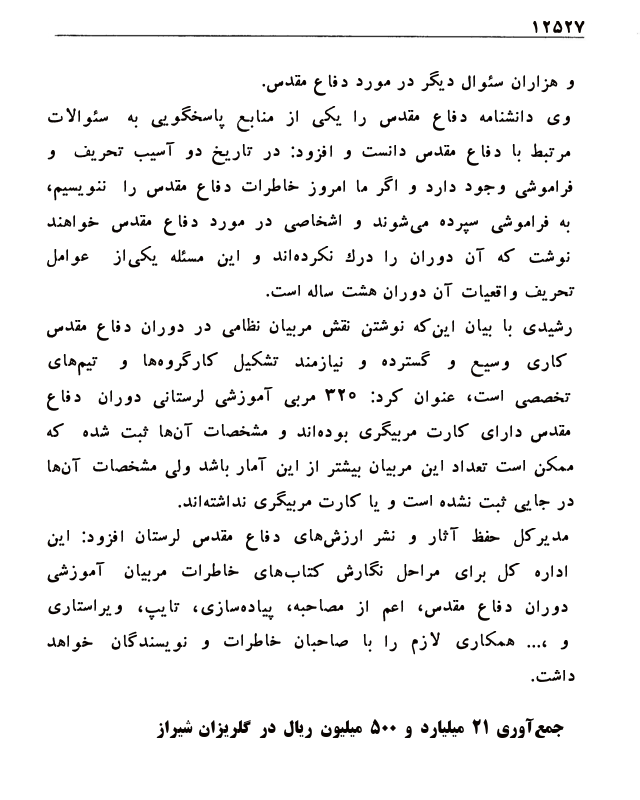 ۱۲۵۲۷
و هزاران سئوال دیگر در مورد دفاع مقدس.
وی دانشنامه دفاع مقدس را یکی از منابع پاسخگویی به سئوالات
مرتبط با دفاع مقدس دانست و افزود: در تاریخ دو آسیب تحریف و
فراموشی وجود دارد و اگر ما امروز خاطرات دفاع مقدس را ننویسیم،
به فراموشی سپرده می‌شوند و اشخاصی در مورد دفاع مقدس خواهند
نوشت که آن دوران را درك نکرده‌اند و این مسئله یکی‌از عوامل
تحریف واقعیات آن دوران هشت ساله است.
رشیدی با بیان این‌که نوشتن نقش مربیان نظامی در دوران دفاع مقدس
کاری وسیع و گسترده و نیازمند تشکیل کارگروه‌ها و تیم‌های
تخصصی است، عنوان کرد: ۳۲۰ مربی آموزشی لرستانی دوران دفاع
مقدس دارای کارت مربیگری بوده‌اند و مشخصات آن‌ها ثبت شده که
ممکن است تعداد این مربیان بیشتر از این آمار باشد ولی مشخصات آن‌ها
در جایی ثبت نشده است و یا کارت مربیگری نداشته‌اند.
مدیرکل حفظ آثار و نشر ارزش‌های دفاع مقدس لرستان افزود: این
اداره کل برای مراحل نگارش کتاب‌های خاطرات مربیان آموزشی
دوران دفاع مقدس، اعم از مصاحبه، پیاده‌سازی، تایپ، ویراستاری
و ،... همکاری لازم را با صاحبان خاطرات و نویسندگان خواهد
داشت.
جمع‌آوری ۲۱ میلیارد و ۵۰۰ میلیون ریال در گلریزان شیراز